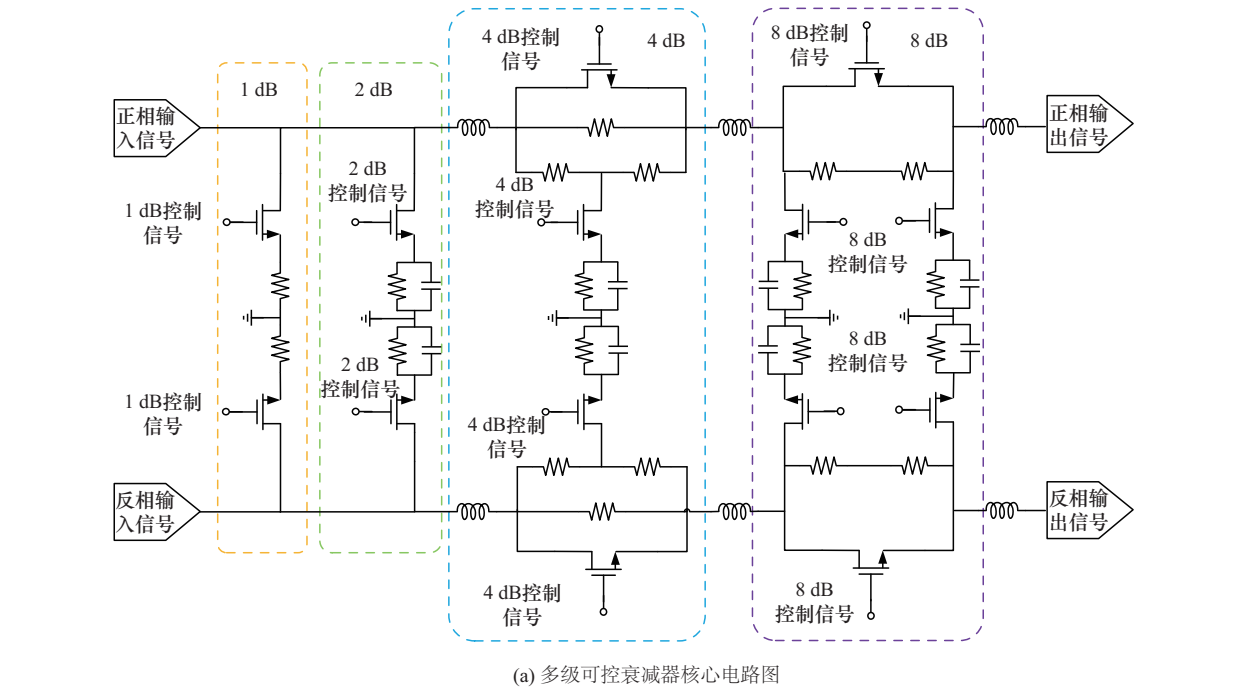 4 dB控制
信号
4 dB
8 dB控制
信号
8 dB
1 dB
2 dB
正相输
入信号
正相输
出信号
2 dB
控制信号
4 dB
控制信号
1 dB控制
信号
8 dB
控制信号
8 dB
控制信号
2 dB
控制信号
1 dB控制
信号
4 dB控制
信号
反相输
入信号
反相输
出信号
4 dB控制
信号
8 dB
控制信号
(a) 多级可控衰减器核心电路图